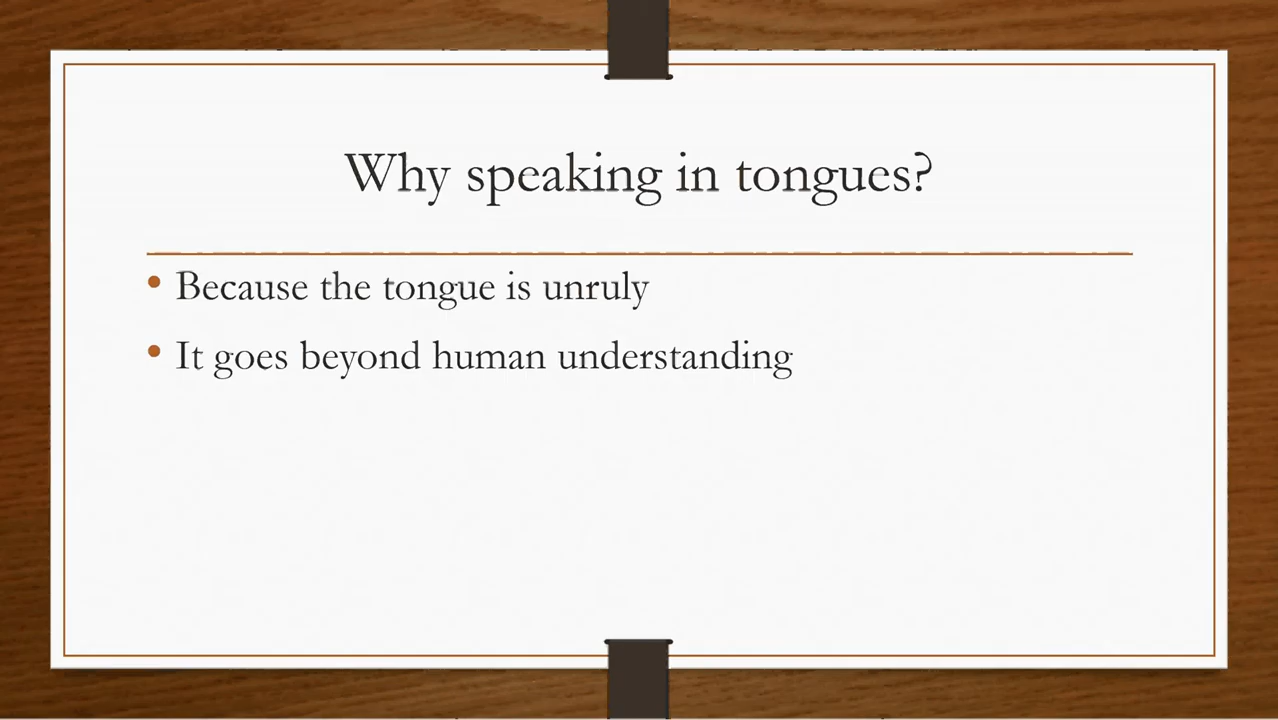 Why speaking in tongues?
• Because the tongue is unruly
• It goes beyond human understanding